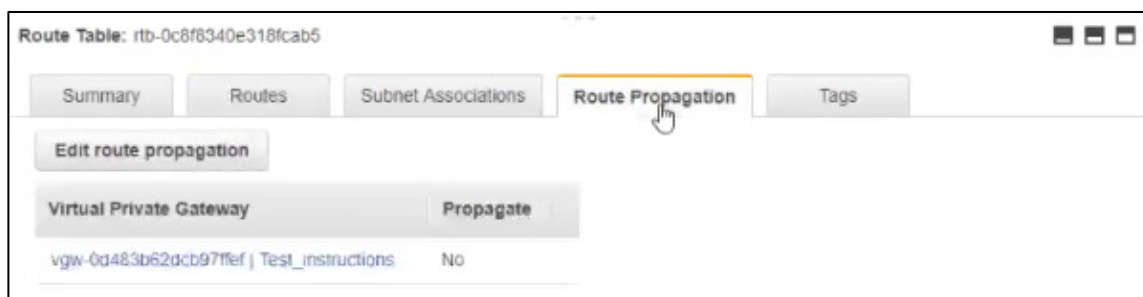 Route Table: rtb-0c8f8340e318fcab5
Summary Routes Subnet Associations Route Propagation Tags
Edit route propagation
Virtual Private Gateway Propagate
vgw-0d483b62dcb97ffef | Test_instructions No